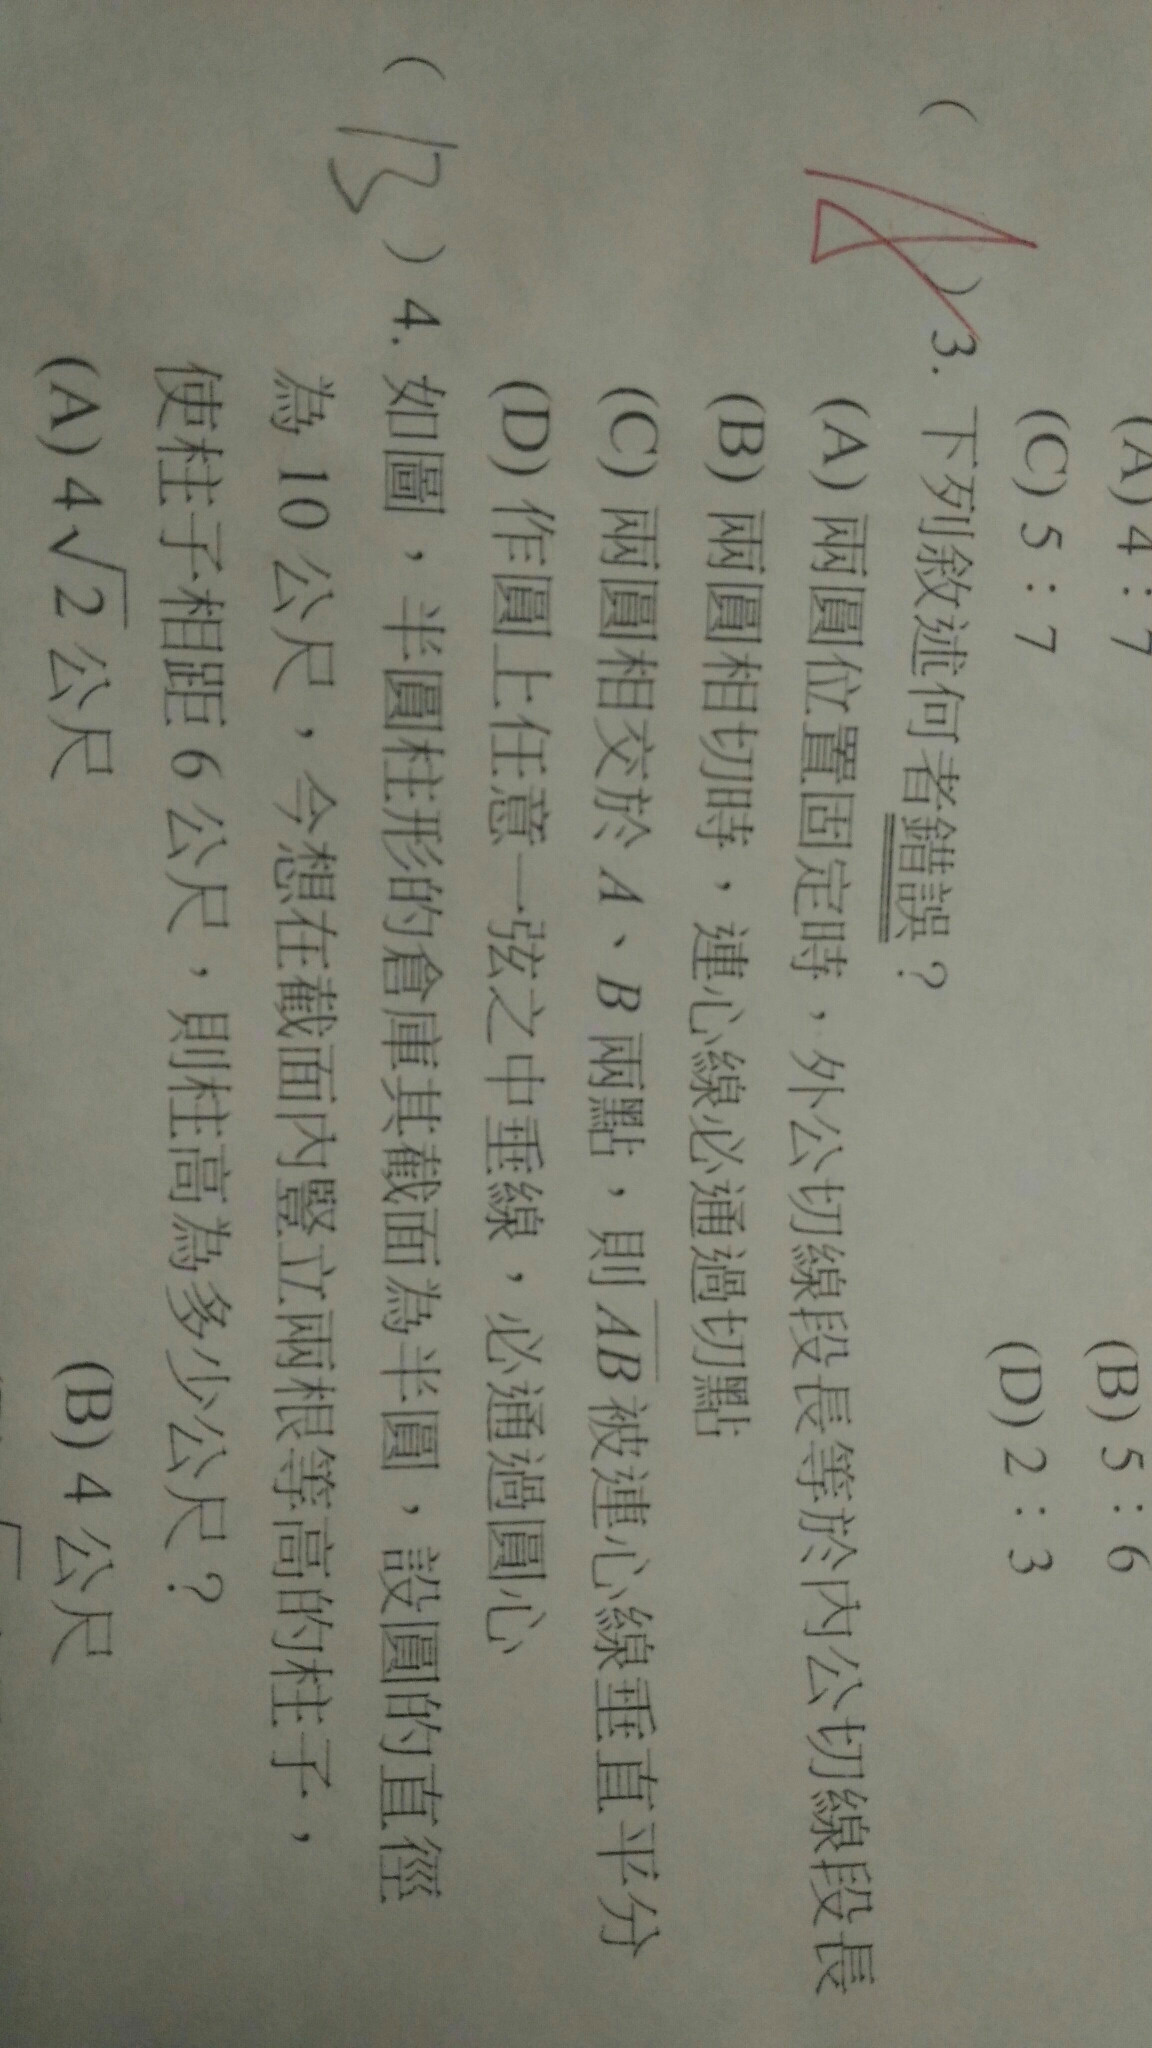 (A) 4：7 (B) 5：6
(C) 5：7 (D) 2：3
( A ) 3. 下列敘述何者錯誤？
(A) 兩圓位置固定時，外公切線段長等於內公切線段長
(B) 兩圓相切時，連心線必通過切點
(C) 兩圓相交於 A、B 兩點，則 AB 被連心線垂直平分
(D) 作圓上任意一弦之中垂線，必通過圓心
( B ) 4. 如圖，半圓柱形的倉庫其截面為半圓，設圓的直徑
為 10 公尺，今想在截面內豎立兩根等高的柱子，
使柱子相距 6 公尺，則柱高為多少公尺？
(A) 4√2 公尺 (B) 4 公尺